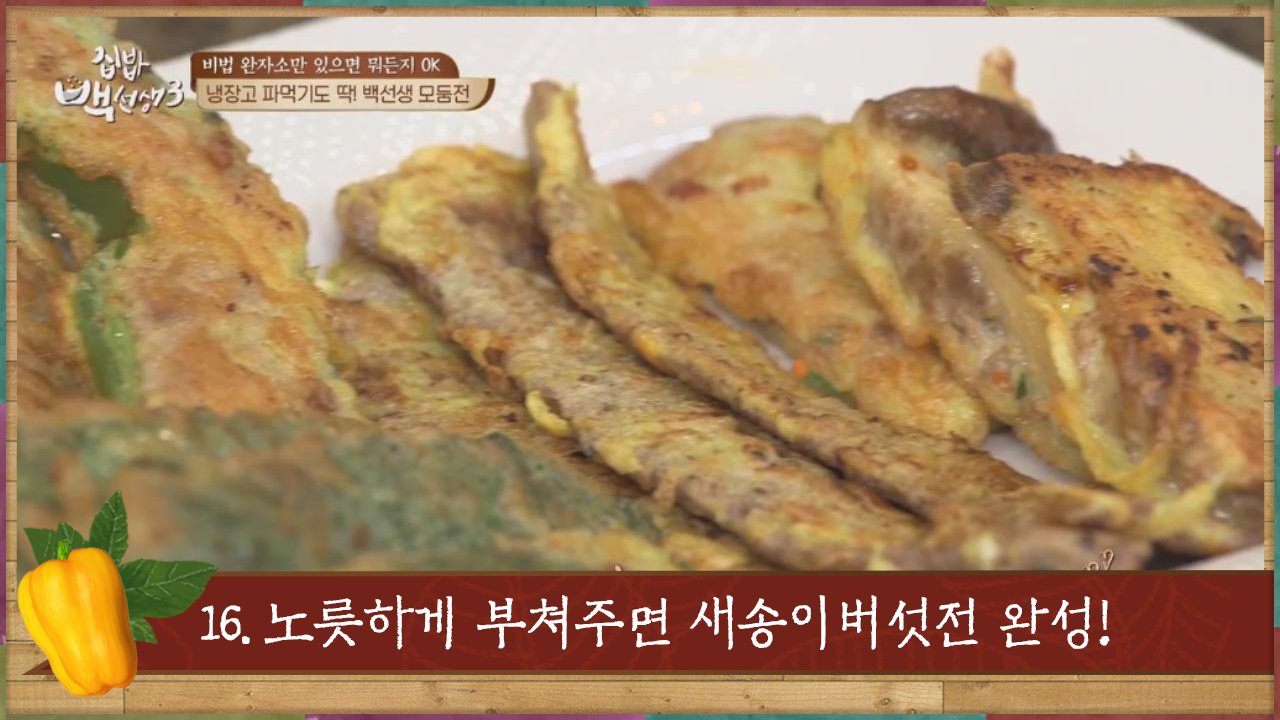 집밥
백선생3
비법 완자소만 있으면 뭐든지 OK
냉장고 파먹기도 딱! 백선생 모둠전
16. 노릇하게 부쳐주면 새송이버섯전 완성!